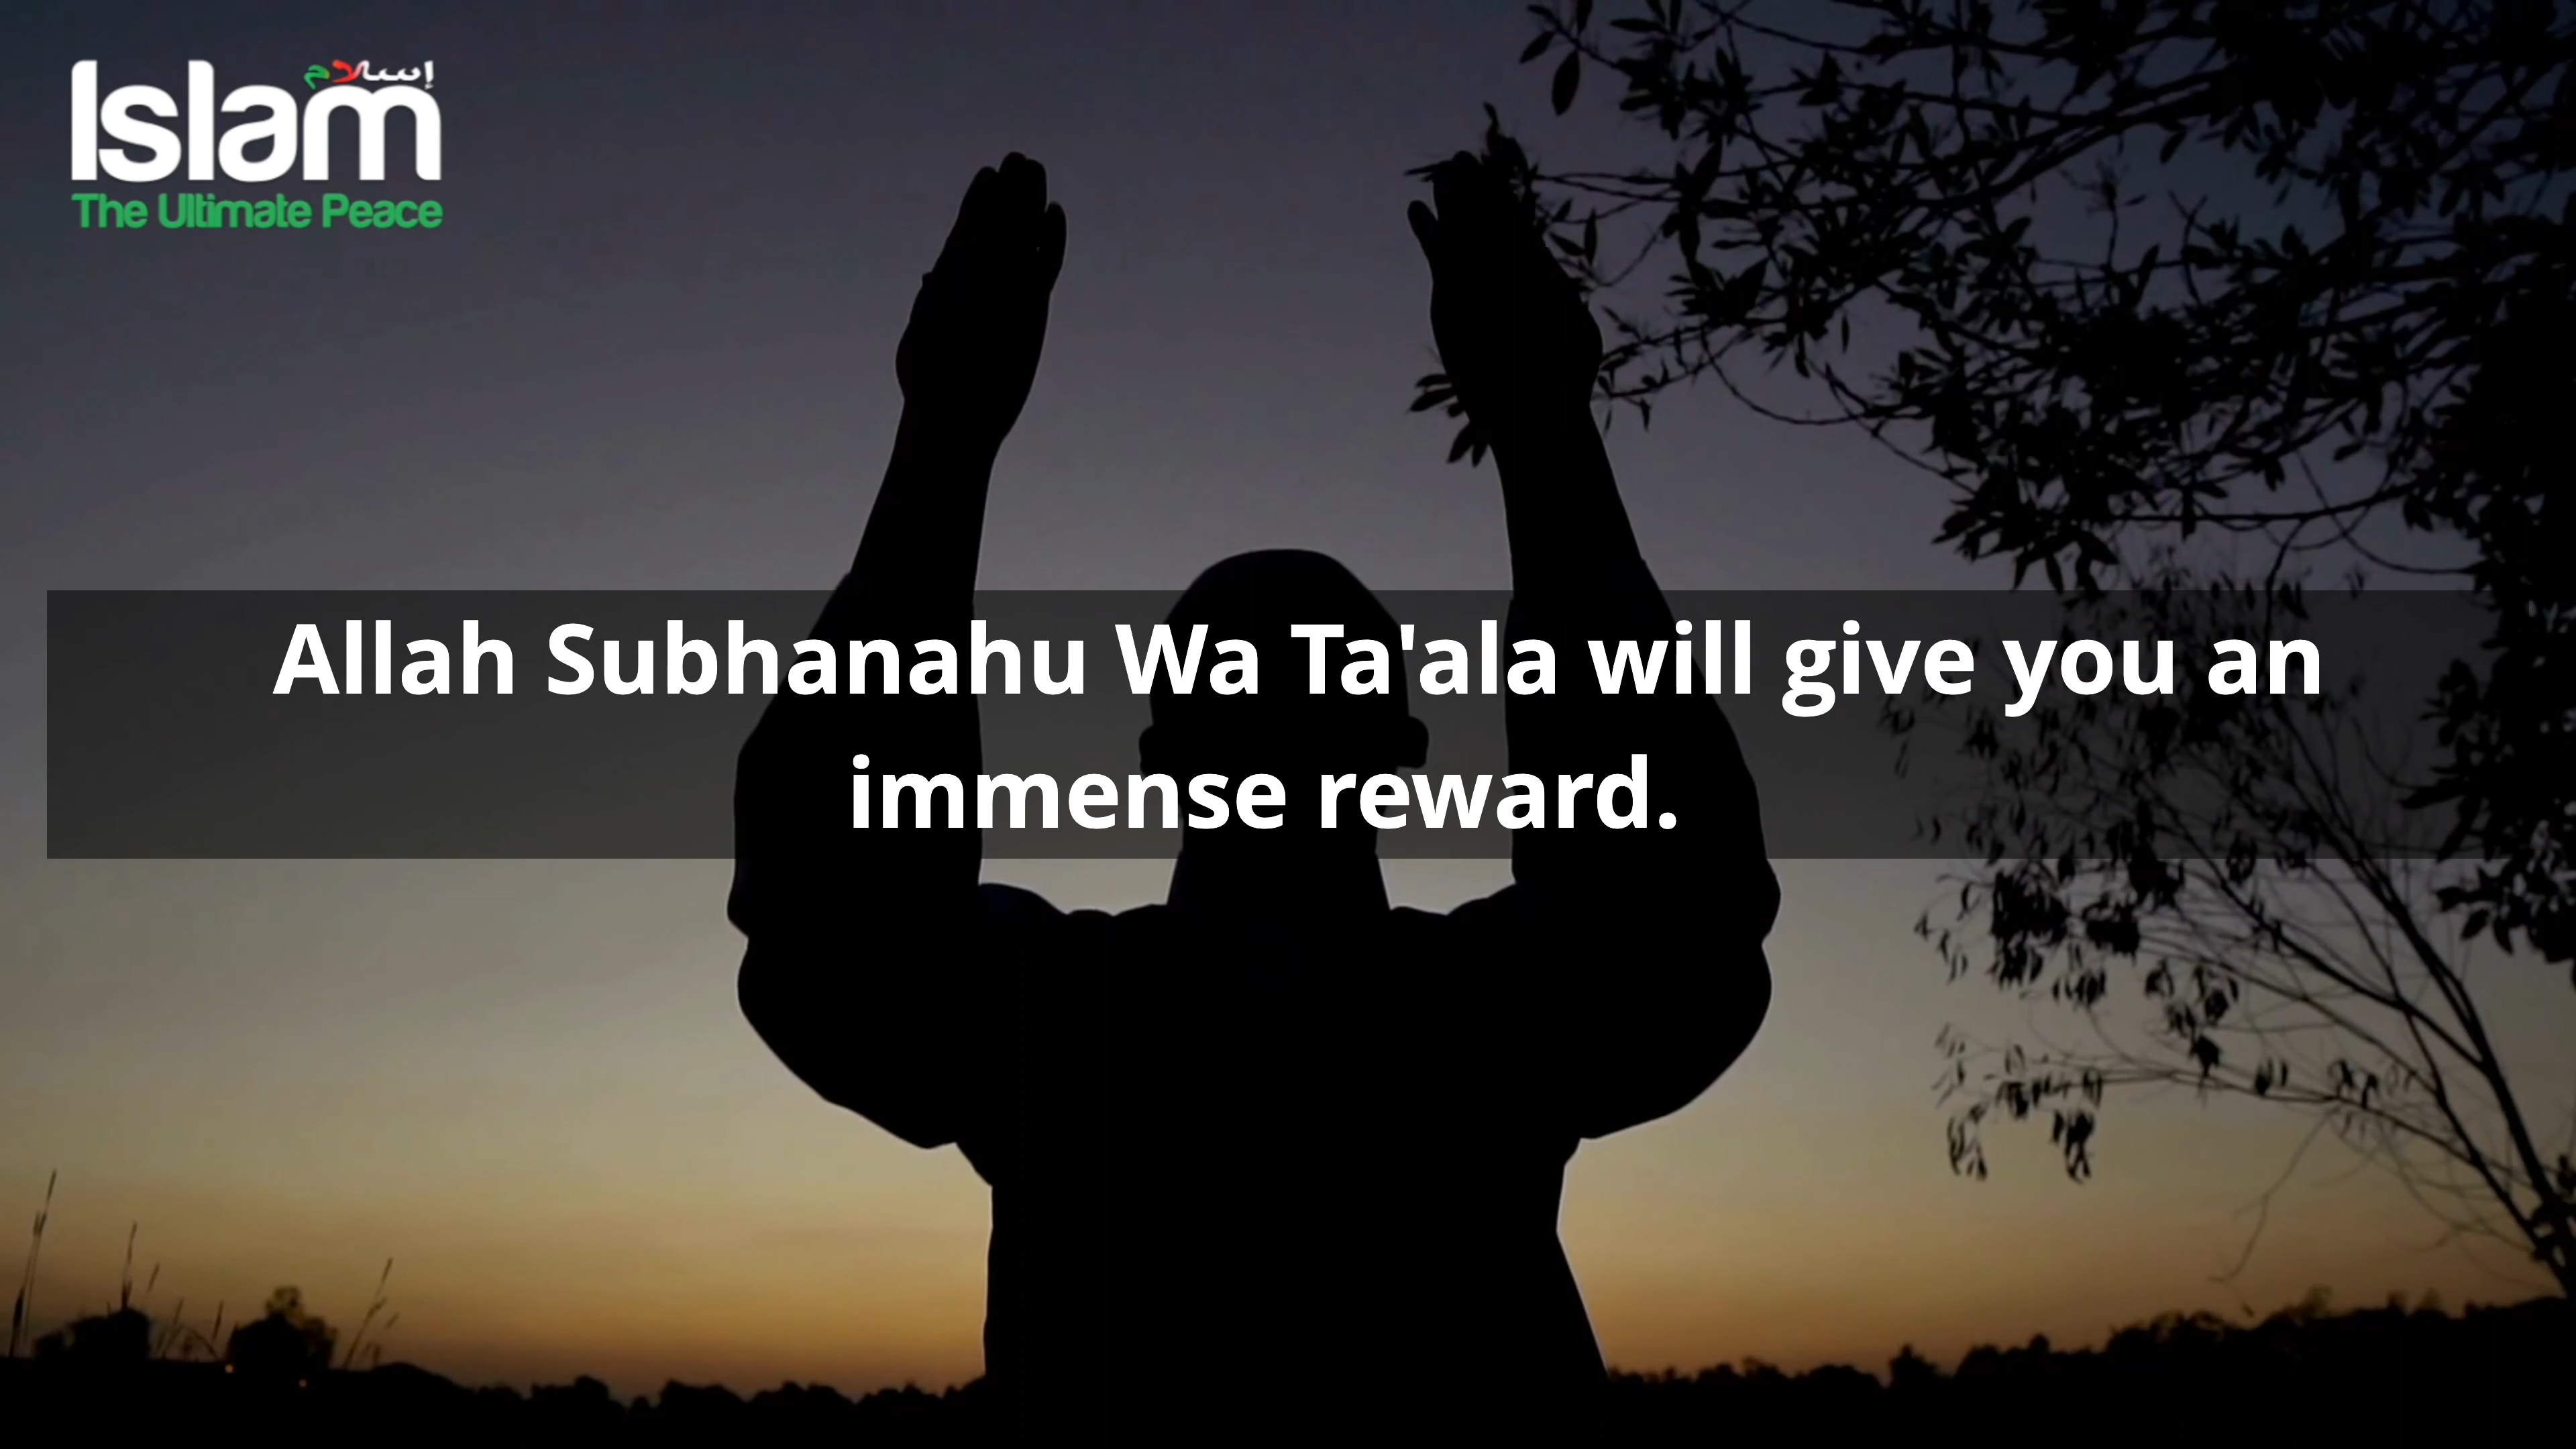 إسلام
Islam
The Ultimate Peace
Allah Subhanahu Wa Ta'ala will give you an
immense reward.